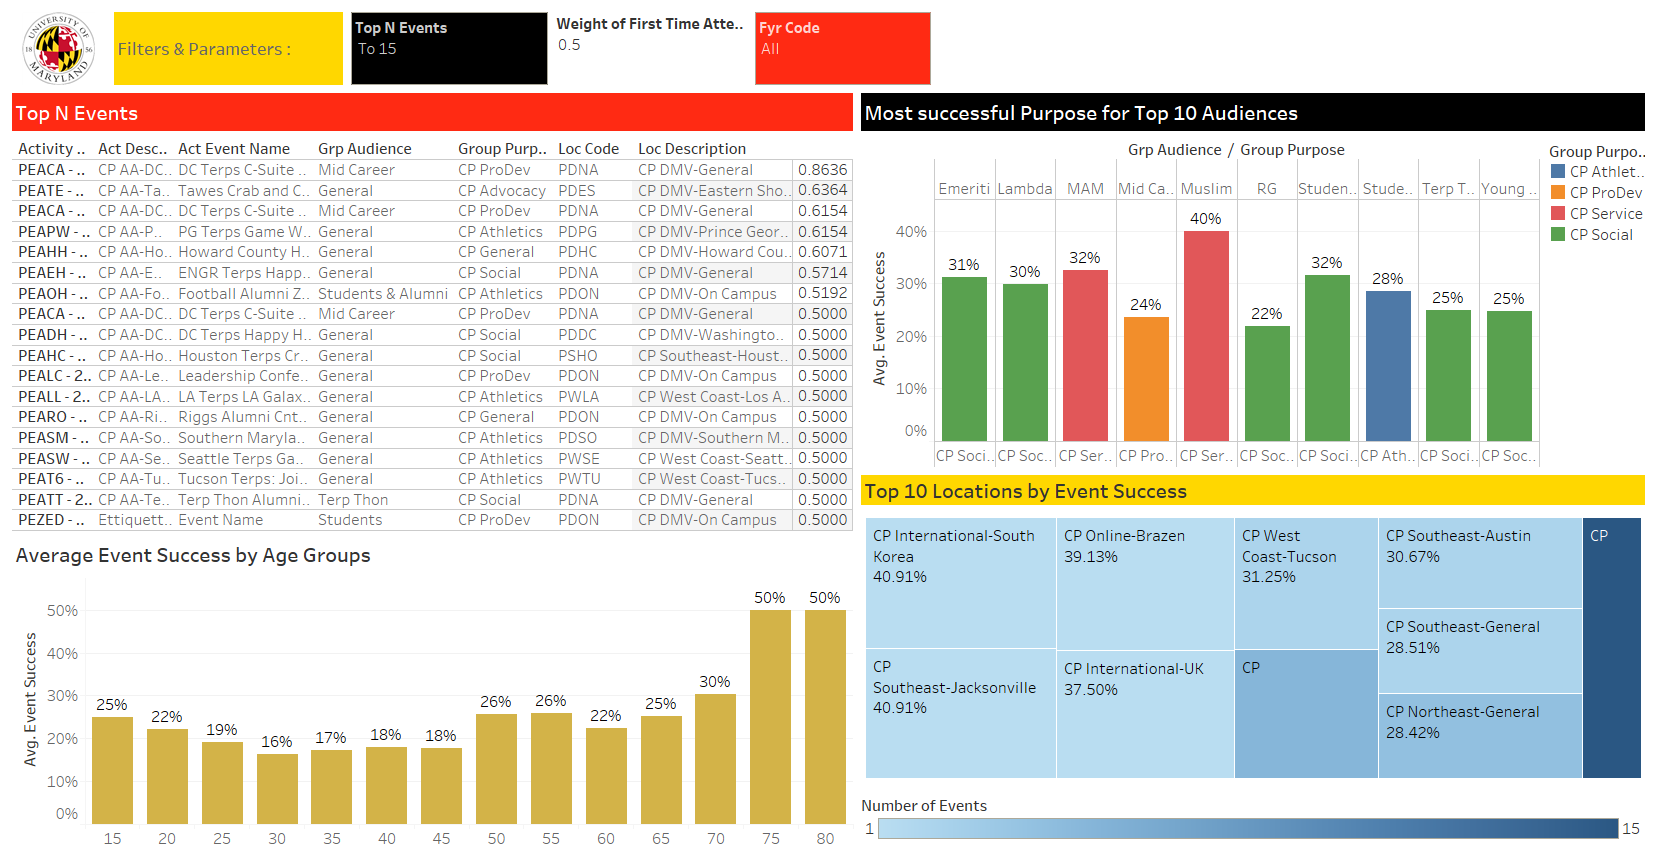 UNIVERSITY OF
18 56
MARYLAND
Filters & Parameters :
Top N Events
To 15
Weight of First Time Atte..
0.5
Fyr Code
All
Top N Events
Activity .. Act Desc.. Act Event Name Grp Audience Group Purp.. Loc Code Loc Description
PEACA - .. CP AA-DC.. DC Terps C-Suite .. Mid Career CP ProDev PDNA CP DMV-General 0.8636
PEATE - .. CP AA-Ta.. Tawes Crab and C.. General CP Advocacy PDES CP DMV-Eastern Sho.. 0.6364
PEACA - .. CP AA-DC.. DC Terps C-Suite .. Mid Career CP ProDev PDNA CP DMV-General 0.6154
PEAPW - .. CP AA-P.. PG Terps Game W.. General CP Athletics PDPG CP DMV-Prince Geor.. 0.6154
PEAHH - .. CP AA-Ho.. Howard County H.. General CP General PDHC CP DMV-Howard Cou.. 0.6071
PEAEH - .. CP AA-E.. ENGR Terps Happ.. General CP Social PDNA CP DMV-General 0.5714
PEAOH - .. CP AA-Fo.. Football Alumni Z.. Students & Alumni CP Athletics PDON CP DMV-On Campus 0.5192
PEACA - .. CP AA-DC.. DC Terps C-Suite .. Mid Career CP ProDev PDNA CP DMV-General 0.5000
PEADH - .. CP AA-DC.. DC Terps Happy H.. General CP Social PDDC CP DMV-Washingto.. 0.5000
PEAHC - .. CP AA-Ho.. Houston Terps Cr.. General CP Social PSHO CP Southeast-Houst.. 0.5000
PEALC - 2.. CP AA-Le.. Leadership Confe.. General CP ProDev PDON CP DMV-On Campus 0.5000
PEALL - 2.. CP AA-LA.. LA Terps LA Galax.. General CP Athletics PWLA CP West Coast-Los A.. 0.5000
PEARO - .. CP AA-Ri.. Riggs Alumni Cnt.. General CP General PDON CP DMV-On Campus 0.5000
PEASM - .. CP AA-So.. Southern Maryla.. General CP Athletics PDSO CP DMV-Southern M.. 0.5000
PEASW - .. CP AA-Se.. Seattle Terps Ga.. General CP Athletics PWSE CP West Coast-Seatt.. 0.5000
PEAT6 - .. CP AA-Tu.. Tucson Terps: Joi.. General CP Athletics PWTU CP West Coast-Tucs.. 0.5000
PEATT - 2.. CP AA-Te.. Terp Thon Alumni.. Terp Thon CP Social PDNA CP DMV-General 0.5000
PEZED - .. Ettiquett.. Event Name Students CP ProDev PDON CP DMV-On Campus 0.5000
Average Event Success by Age Groups
Avg. Event Success
50%
40%
30%
20%
10%
0%
25% 22% 19% 16% 17% 18% 18% 26% 26% 22% 25% 30% 50% 50%
15 20 25 30 35 40 45 50 55 60 65 70 75 80
Most successful Purpose for Top 10 Audiences
Grp Audience / Group Purpose
Emeriti Lambda MAM Mid Ca.. Muslim RG Studen.. Stude.. Terp T.. Young ..
Avg. Event Success
40%
30%
20%
10%
0%
31% 30% 32% 24% 40% 22% 32% 28% 25% 25%
CP Soci.. CP Soc.. CP Ser.. CP Pro.. CP Ser.. CP Soc.. CP Soci.. CP Ath.. CP Soci.. CP Soc..
Group Purpo..
CP Athlet..
CP ProDev
CP Service
CP Social
Top 10 Locations by Event Success
CP International-South
Korea
40.91%
CP
Southeast-Jacksonville
40.91%
CP Online-Brazen
39.13%
CP International-UK
37.50%
CP West
Coast-Tucson
31.25%
CP
CP Southeast-Austin
30.67%
CP Southeast-General
28.51%
CP Northeast-General
28.42%
CP
Number of Events
1 15